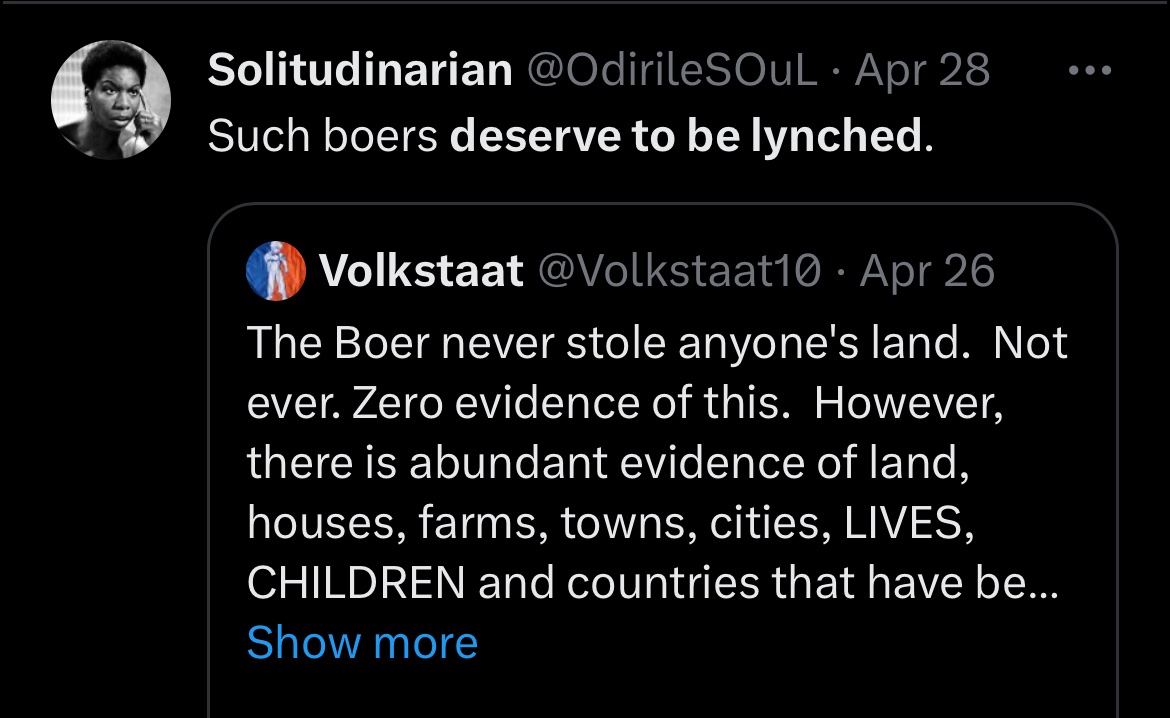 Solitudinarian @OdirileSOuL · Apr 28
Such boers deserve to be lynched.
Volkstaat @Volkstaat10 · Apr 26
The Boer never stole anyone's land.  Not
ever. Zero evidence of this.  However,
there is abundant evidence of land,
houses, farms, towns, cities, LIVES,
CHILDREN and countries that have be...
Show more